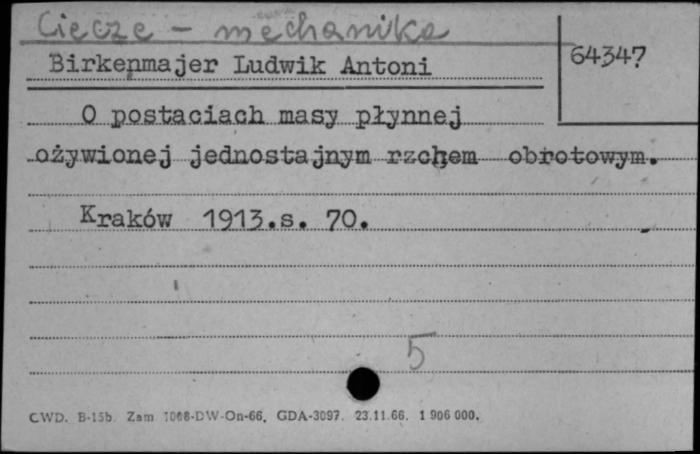 Ciecze - mechanika
64347
Birkenmajer Ludwik Antoni
O postaciach masy płynnej
ożywionej jednostajnym rzchem obrotowym.
Kraków 1913.s. 70.
5
CWD. B-15b. Zam 1068-DW-On-66. GDA-3097. 23.11.66. 1 906 000.